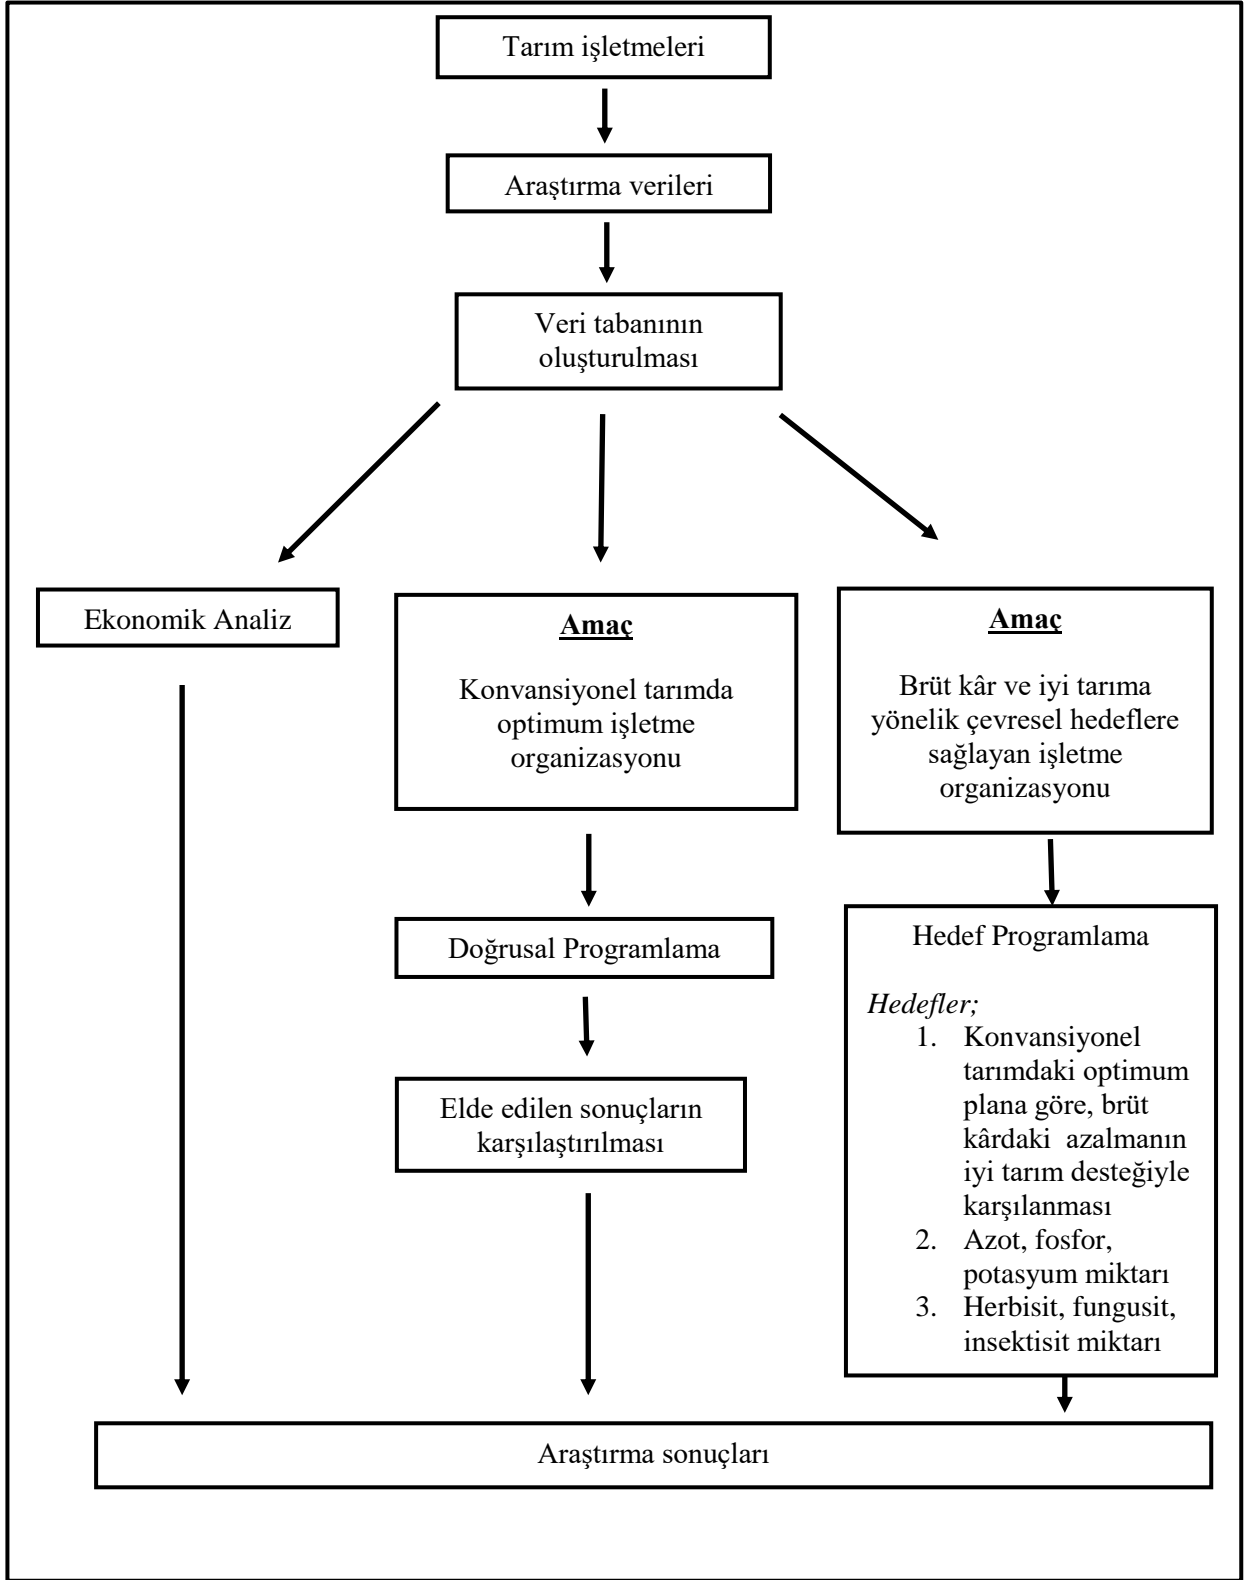 Tarım işletmeleri
Araştırma verileri
Veri tabanının
oluşturulması
Ekonomik Analiz
Amaç
Konvansiyonel tarımda
optimum işletme
organizasyonu
Amaç
Brüt kâr ve iyi tarıma
yönelik çevresel hedeflere
sağlayan işletme
organizasyonu
Doğrusal Programlama
Elde edilen sonuçların
karşılaştırılması
Hedef Programlama
Hedefler;
1. Konvansiyonel
tarımdaki optimum
plana göre, brüt
kârdaki azalmanın
iyi tarım desteğiyle
karşılanması
2. Azot, fosfor,
potasyum miktarı
3. Herbisit, fungusit,
insektisit miktarı
Araştırma sonuçları